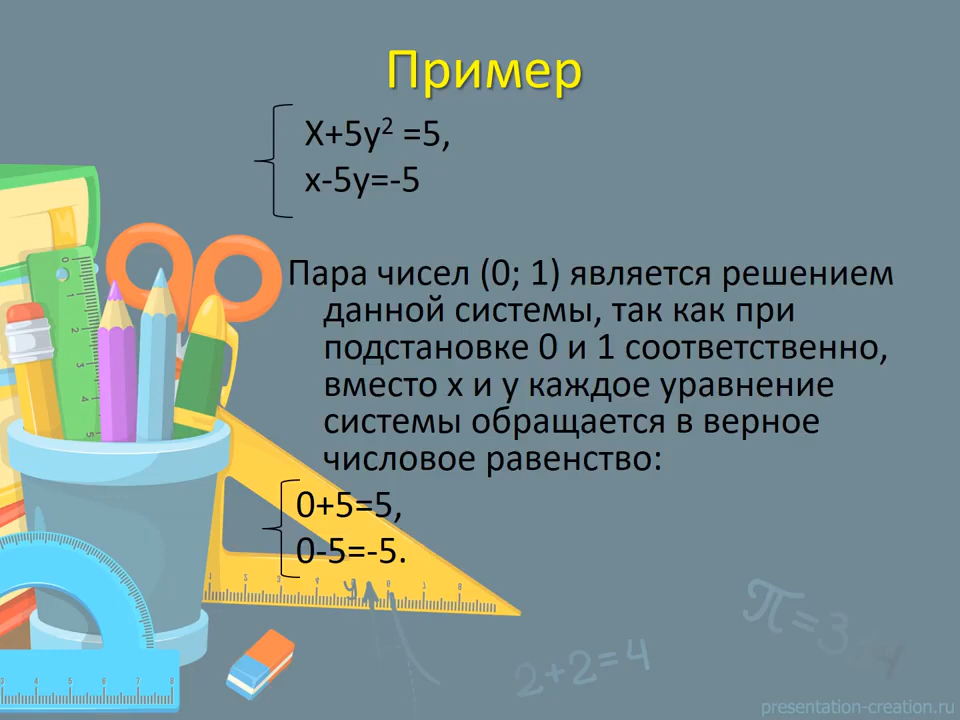 Пример
X+5y² =5,
x-5y=-5
Пара чисел (0; 1) является решением
данной системы, так как при
подстановке 0 и 1 соответственно,
вместо x и y каждое уравнение
системы обращается в верное
числовое равенство:
0+5=5,
0-5=-5.
y
π=3,14
2+2=4
presentation-creation.ru